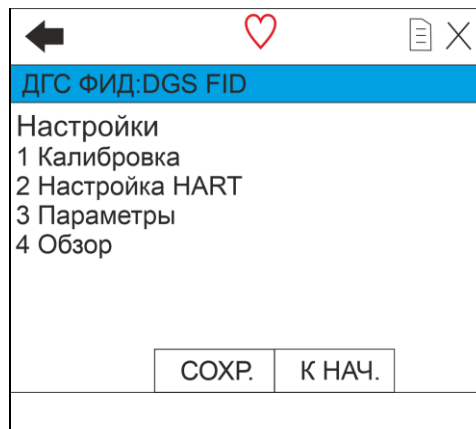 ДГС ФИД:DGS FID
Настройки
1 Калибровка
2 Настройка HART
3 Параметры
4 Обзор
СОХР. К НАЧ.